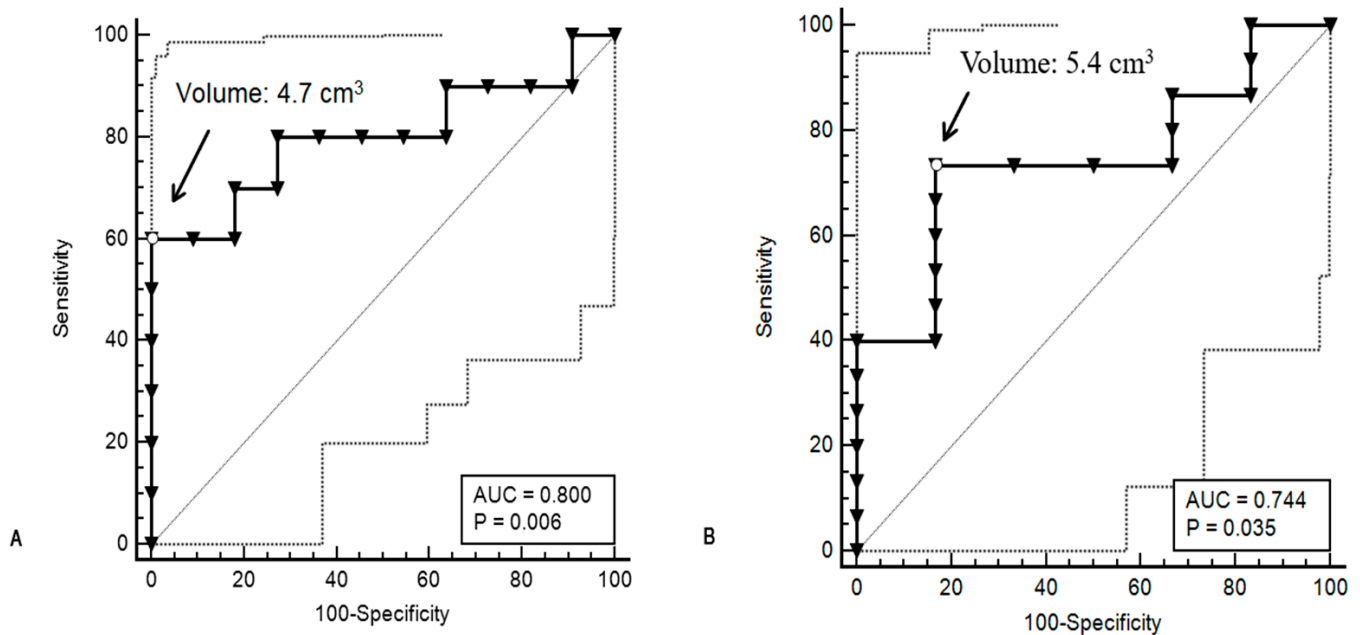 100
80
60
40
20
0
Sensitivity
Volume: 4.7 cm³
AUC = 0.800
P = 0.006
0 20 40 60 80 100
100-Specificity
A
100
80
60
40
20
0
Sensitivity
Volume: 5.4 cm³
AUC = 0.744
P = 0.035
0 20 40 60 80 100
100-Specificity
B